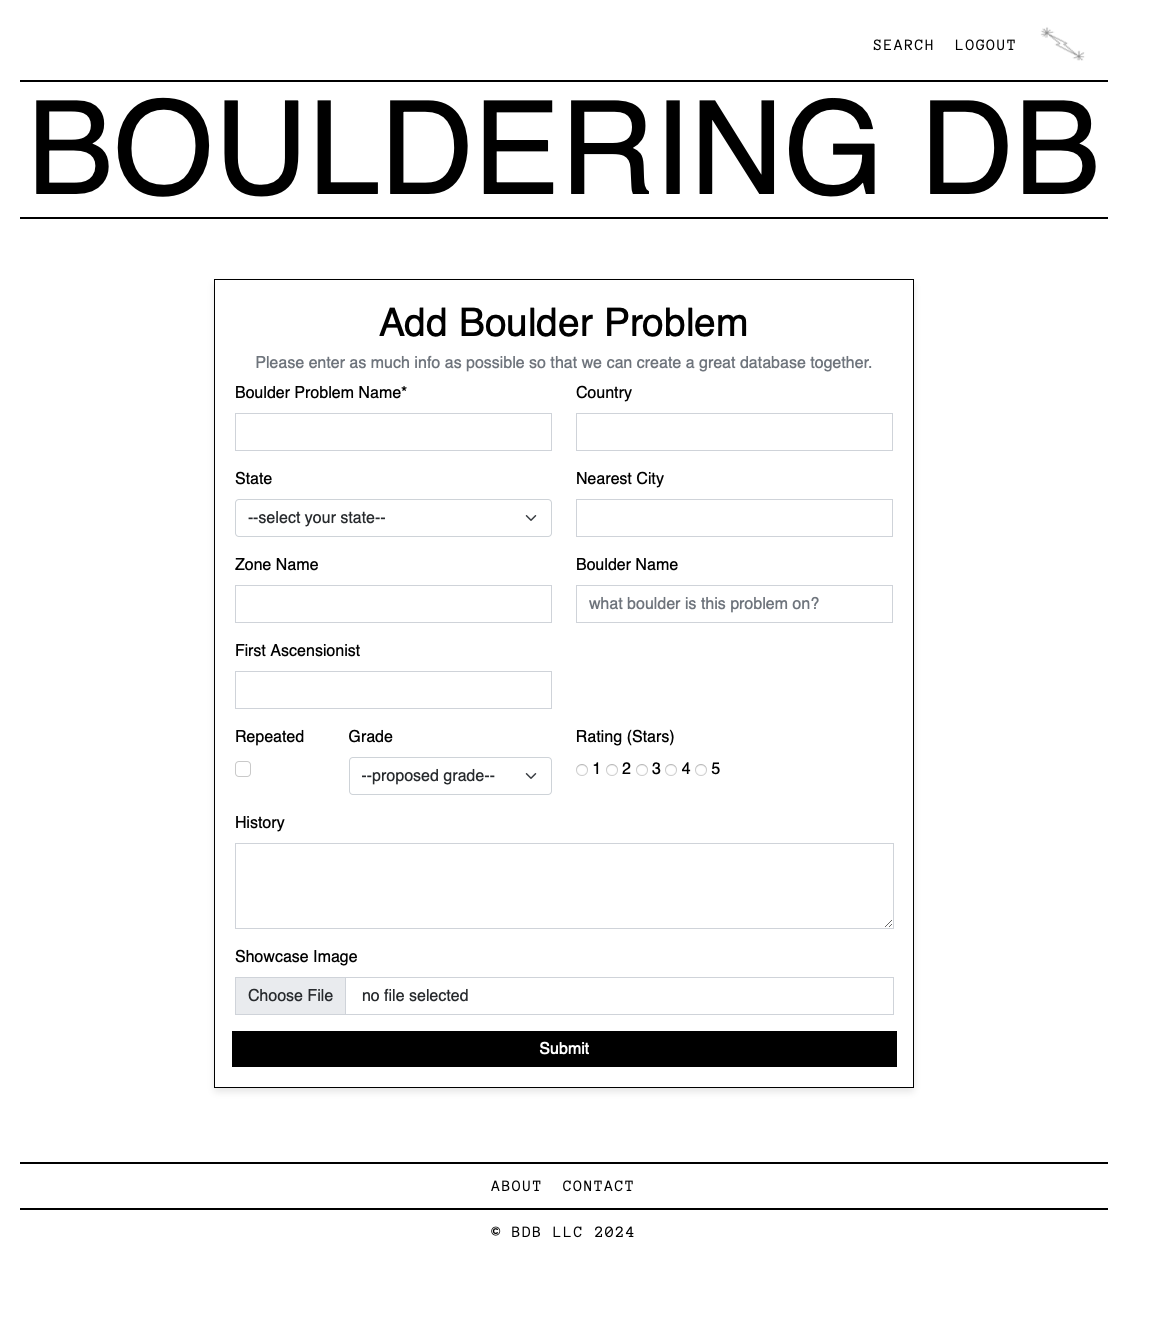 SEARCH LOGOUT
BOULDERING DB
Add Boulder Problem
Please enter as much info as possible so that we can create a great database together.
Boulder Problem Name* Country
State Nearest City
--select your state--
Zone Name Boulder Name
what boulder is this problem on?
First Ascensionist
Repeated Grade Rating (Stars)
--proposed grade-- 1 2 3 4 5
History
Showcase Image
Choose File no file selected
Submit
ABOUT CONTACT
© BDB LLC 2024